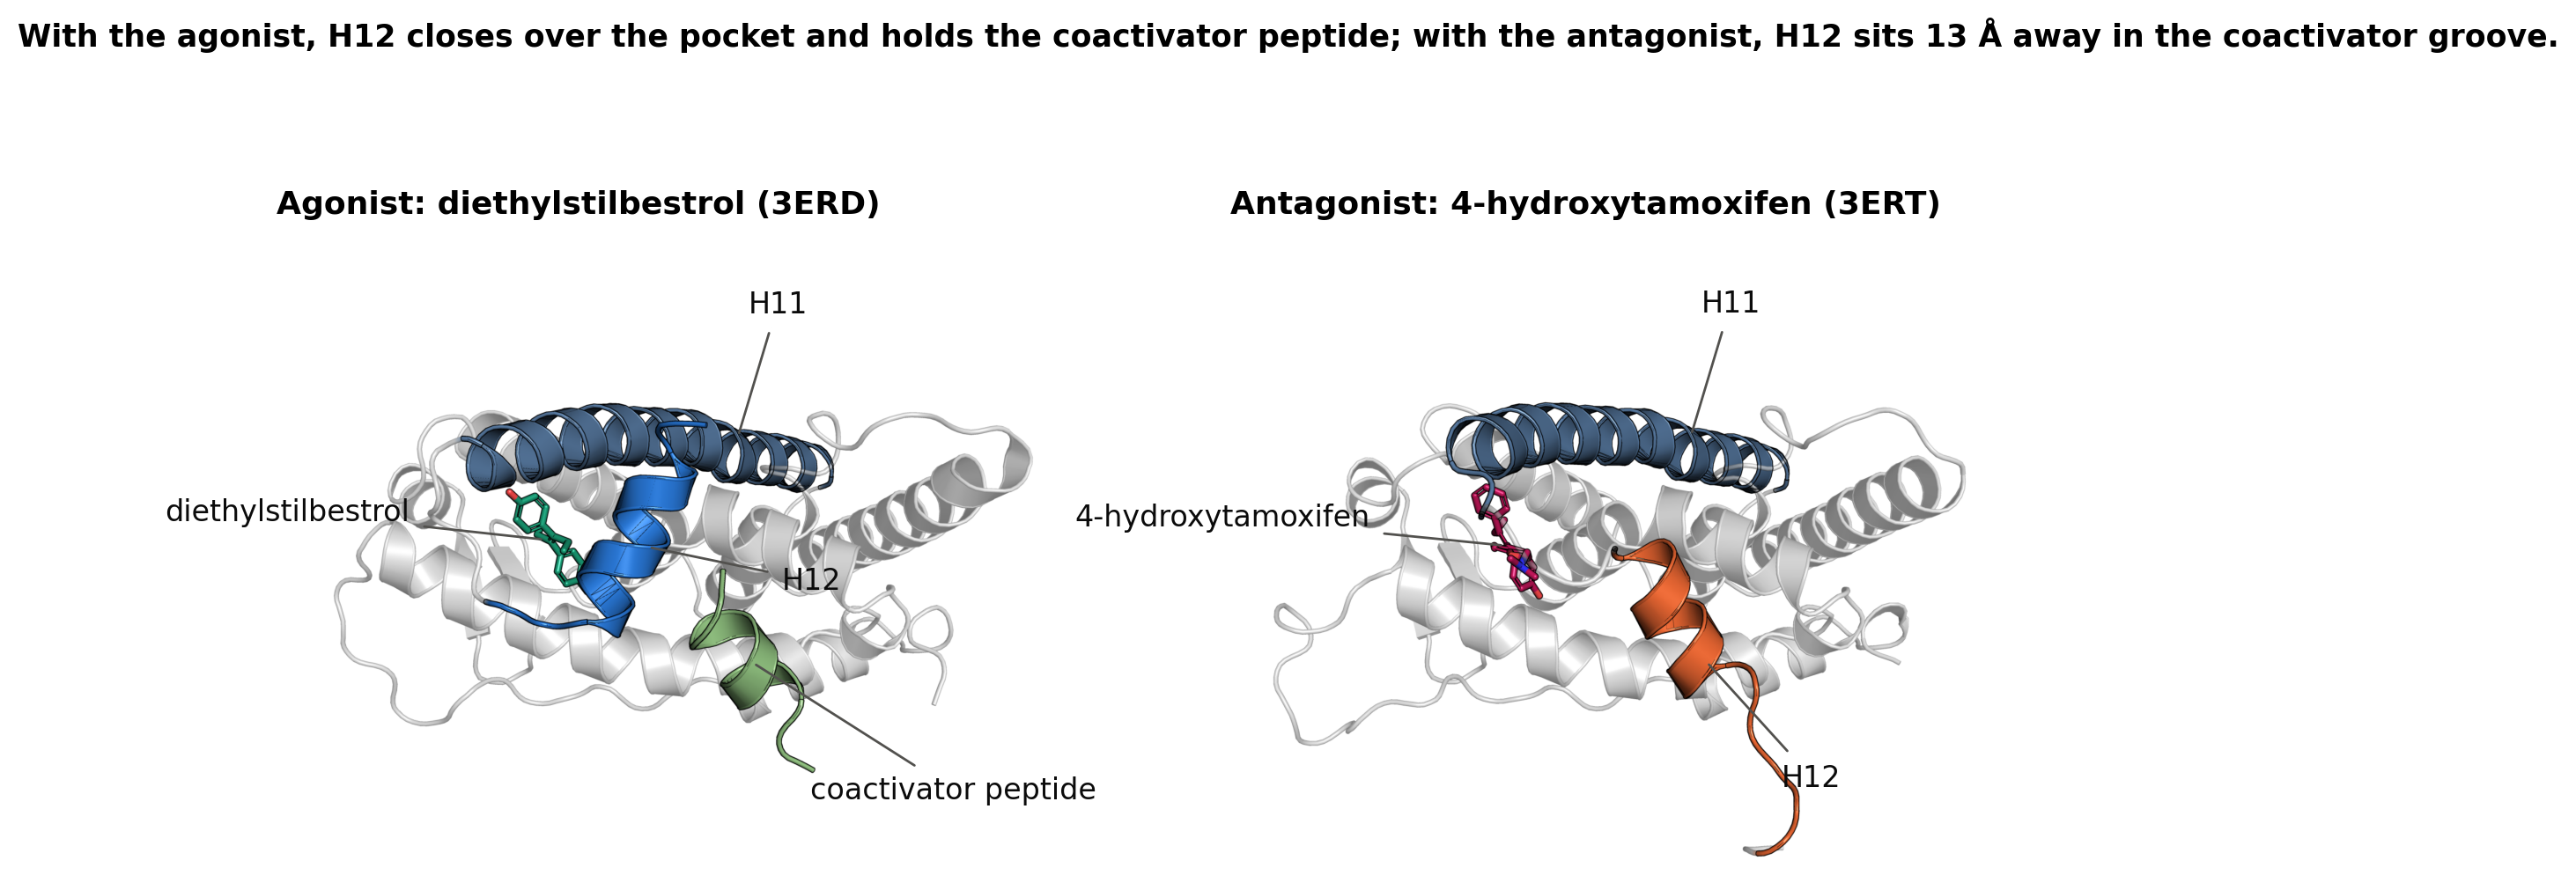 With the agonist, H12 closes over the pocket and holds the coactivator peptide; with the antagonist, H12 sits 13 Å away in the coactivator groove.
Agonist: diethylstilbestrol (3ERD)
Antagonist: 4-hydroxytamoxifen (3ERT)
H11
H11
diethylstilbestrol
4-hydroxytamoxifen
H12
H12
coactivator peptide